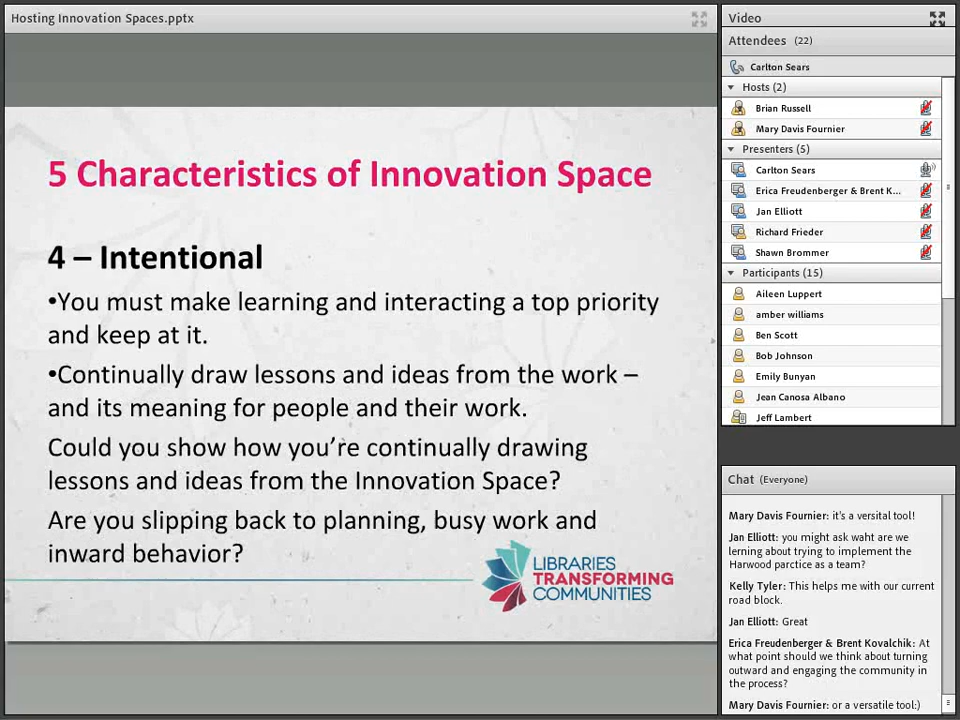 Hosting Innovation Spaces.pptx
5 Characteristics of Innovation Space
4 – Intentional
•You must make learning and interacting a top priority
and keep at it.
•Continually draw lessons and ideas from the work –
and its meaning for people and their work.
Could you show how you're continually drawing
lessons and ideas from the Innovation Space?
Are you slipping back to planning, busy work and
inward behavior?
LIBRARIES
TRANSFORMING
COMMUNITIES
Video
Attendees (22)
Carlton Sears
Hosts (2)
Brian Russell
Mary Davis Fournier
Presenters (5)
Carlton Sears
Erica Freudenberger & Brent K...
Jan Elliott
Richard Frieder
Shawn Brommer
Participants (15)
Aileen Luppert
amber williams
Ben Scott
Bob Johnson
Emily Bunyan
Jean Canosa Albano
Jeff Lambert
Chat (Everyone)
Mary Davis Fournier: it's a versital tool!
Jan Elliott: you might ask waht are we
lerning about trying to implement the
Harwood parctice as a team?
Kelly Tyler: This helps me with our current
road block.
Jan Elliott: Great
Erica Freudenberger & Brent Kovalchik: At
what point should we think about turning
outward and engaging the community in
the process?
Mary Davis Fournier: or a versatile tool:)